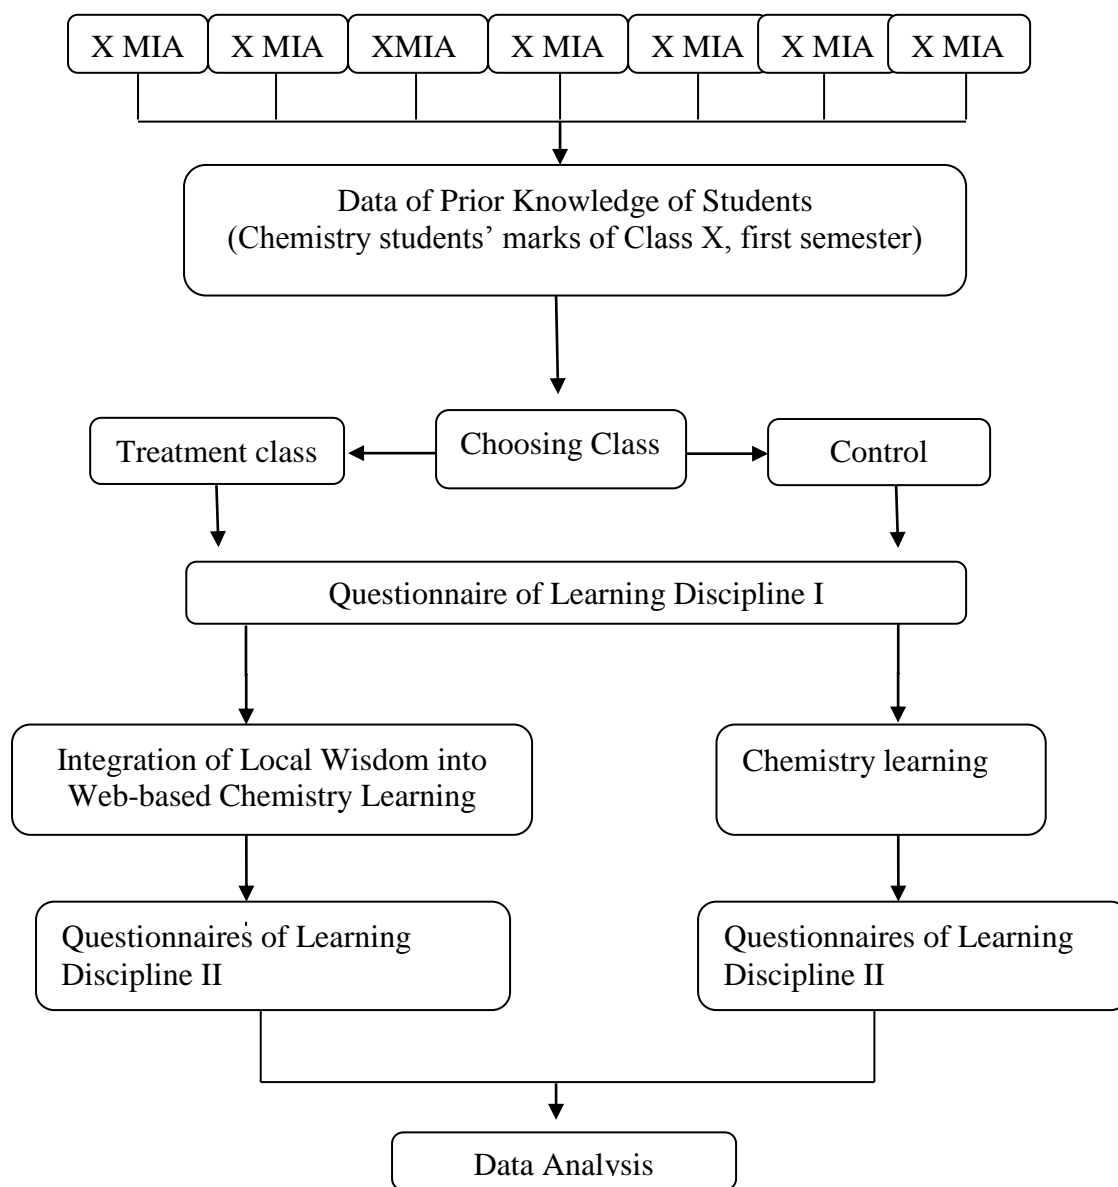 X MIA
X MIA
XMIA
X MIA
X MIA
X MIA
X MIA
Data of Prior Knowledge of Students
(Chemistry students’ marks of Class X, first semester)
Treatment class
Choosing Class
Control
Questionnaire of Learning Discipline I
Integration of Local Wisdom into
Web-based Chemistry Learning
Chemistry learning
Questionnaires of Learning
Discipline II
Questionnaires of Learning
Discipline II
Data Analysis